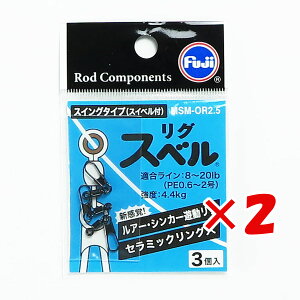 Fuji
®
Rod Components
スイングタイプ(スイベル付)
SM-OR2.5
リグ
スベル®
適合ライン:8〜20lb
(PE0.6〜2号)
強度:4.4kg
×2
新感覚!
ルアー・シンカー遊動リ
セラミックリング
3個入